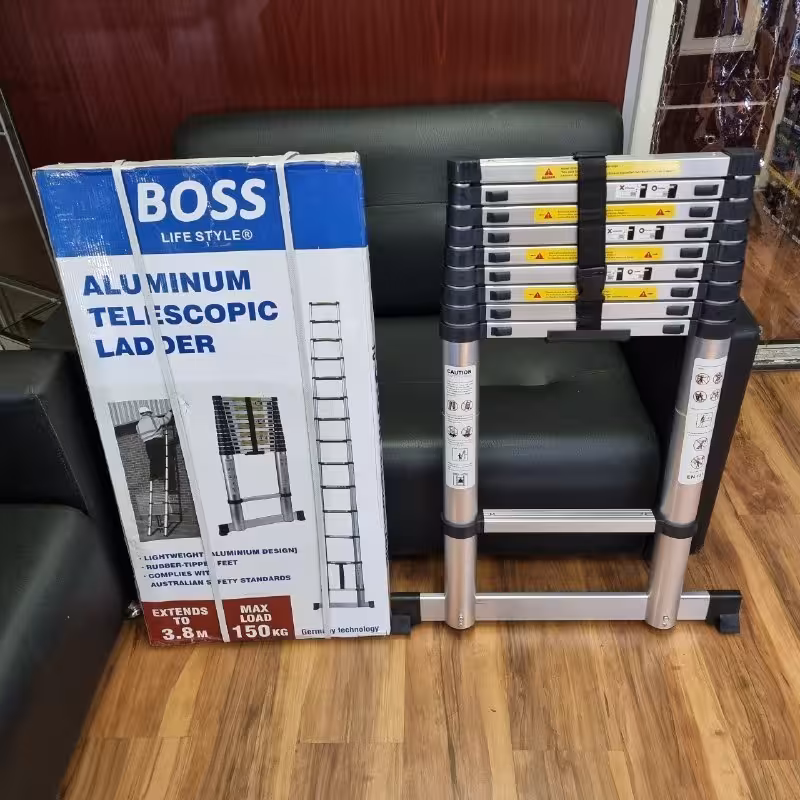 BOSS
LIFE STYLE®
ALUMINUM
TELESCOPIC
LADDER
- LIGHTWEIGHT ALUMINIUM DESIGN]
- RUBBER-TIPPED FEET
- COMPLIES WITH
AUSTRALIAN SAFETY STANDARDS
EXTENDS
TO
3.8M
MAX
LOAD
150KG
Germany technology
CAUTION